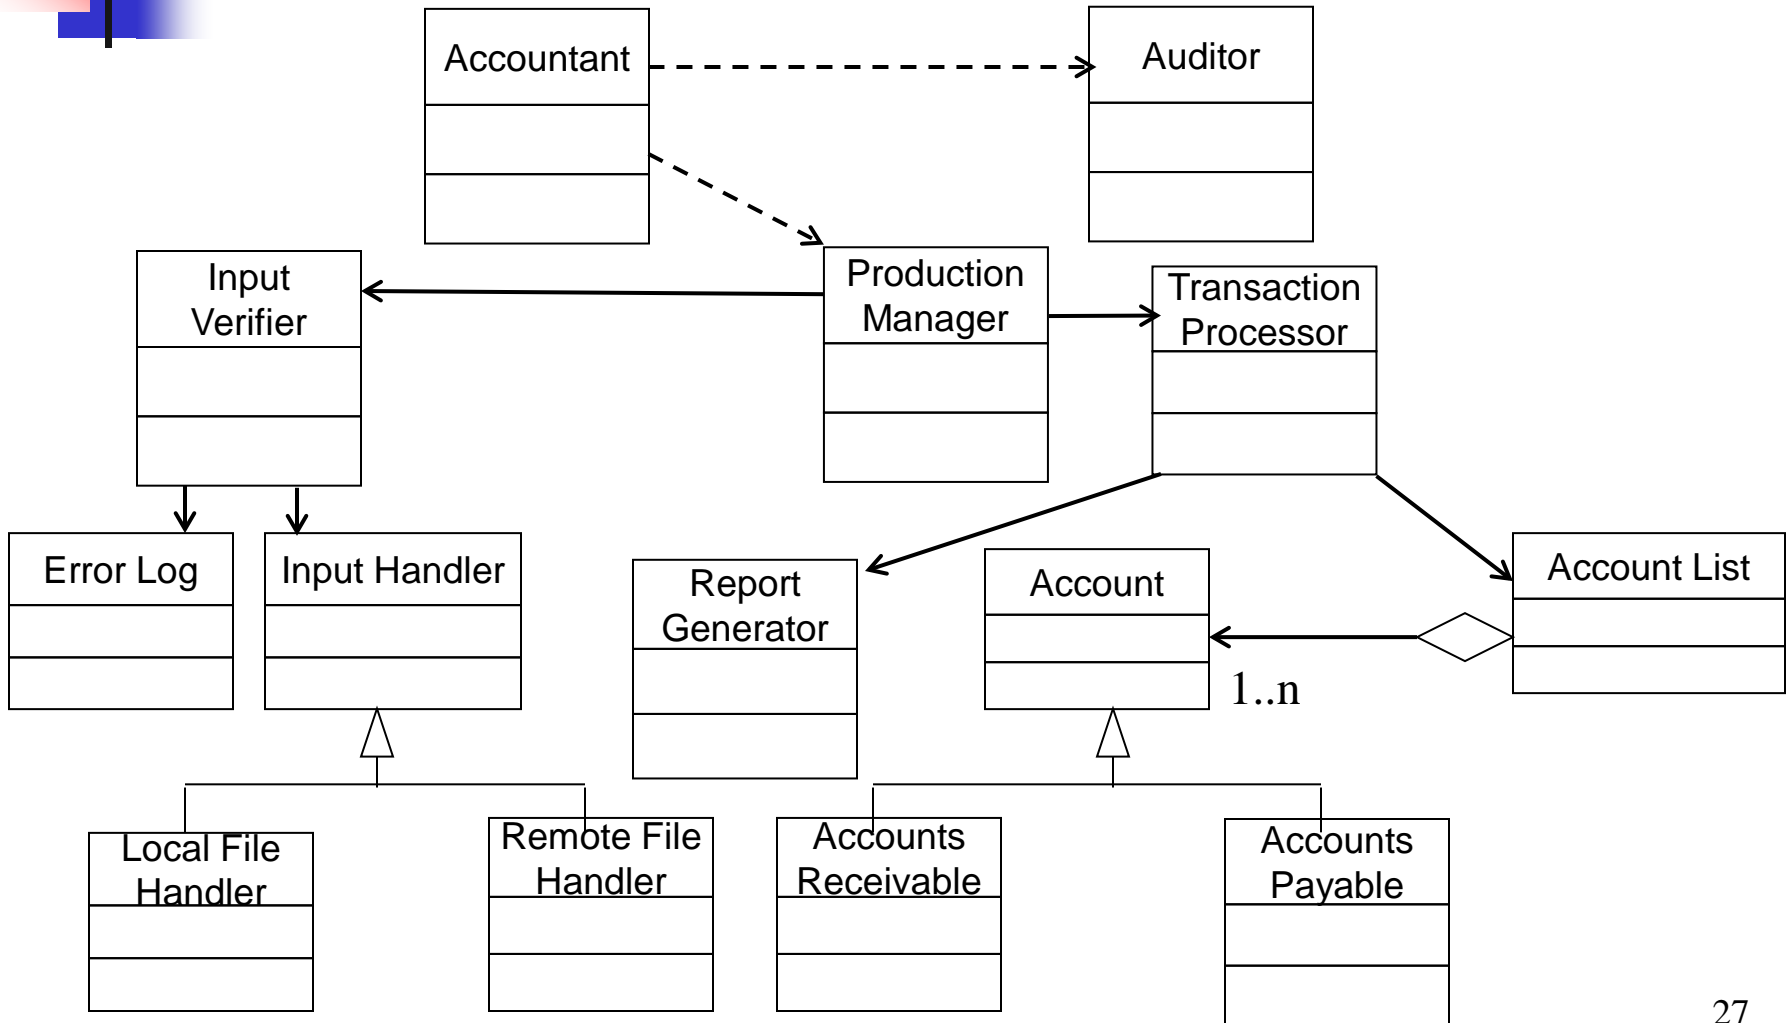 Accountant
Auditor
Input
Verifier
Production
Manager
Transaction
Processor
Error Log
Input Handler
Report
Generator
Account
Account List
1..n
Local File
Handler
Remote File
Handler
Accounts
Receivable
Accounts
Payable
27